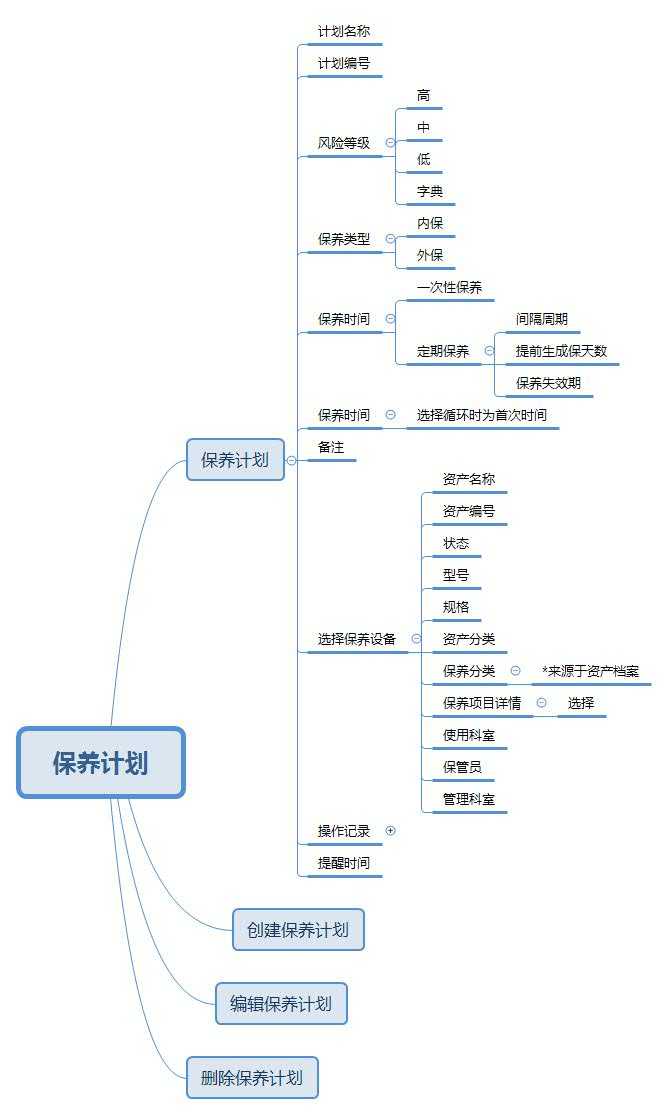 计划名称
计划编号
风险等级
高
中
低
字典
保养类型
内保
外保
保养时间
一次性保养
定期保养
间隔周期
提前生成保天数
保养失效期
保养时间
选择循环时为首次时间
保养计划
备注
选择保养设备
资产名称
资产编号
状态
型号
规格
资产分类
保养分类
*来源于资产档案
保养项目详情
选择
使用科室
保管员
管理科室
操作记录
提醒时间
保养计划
创建保养计划
编辑保养计划
删除保养计划